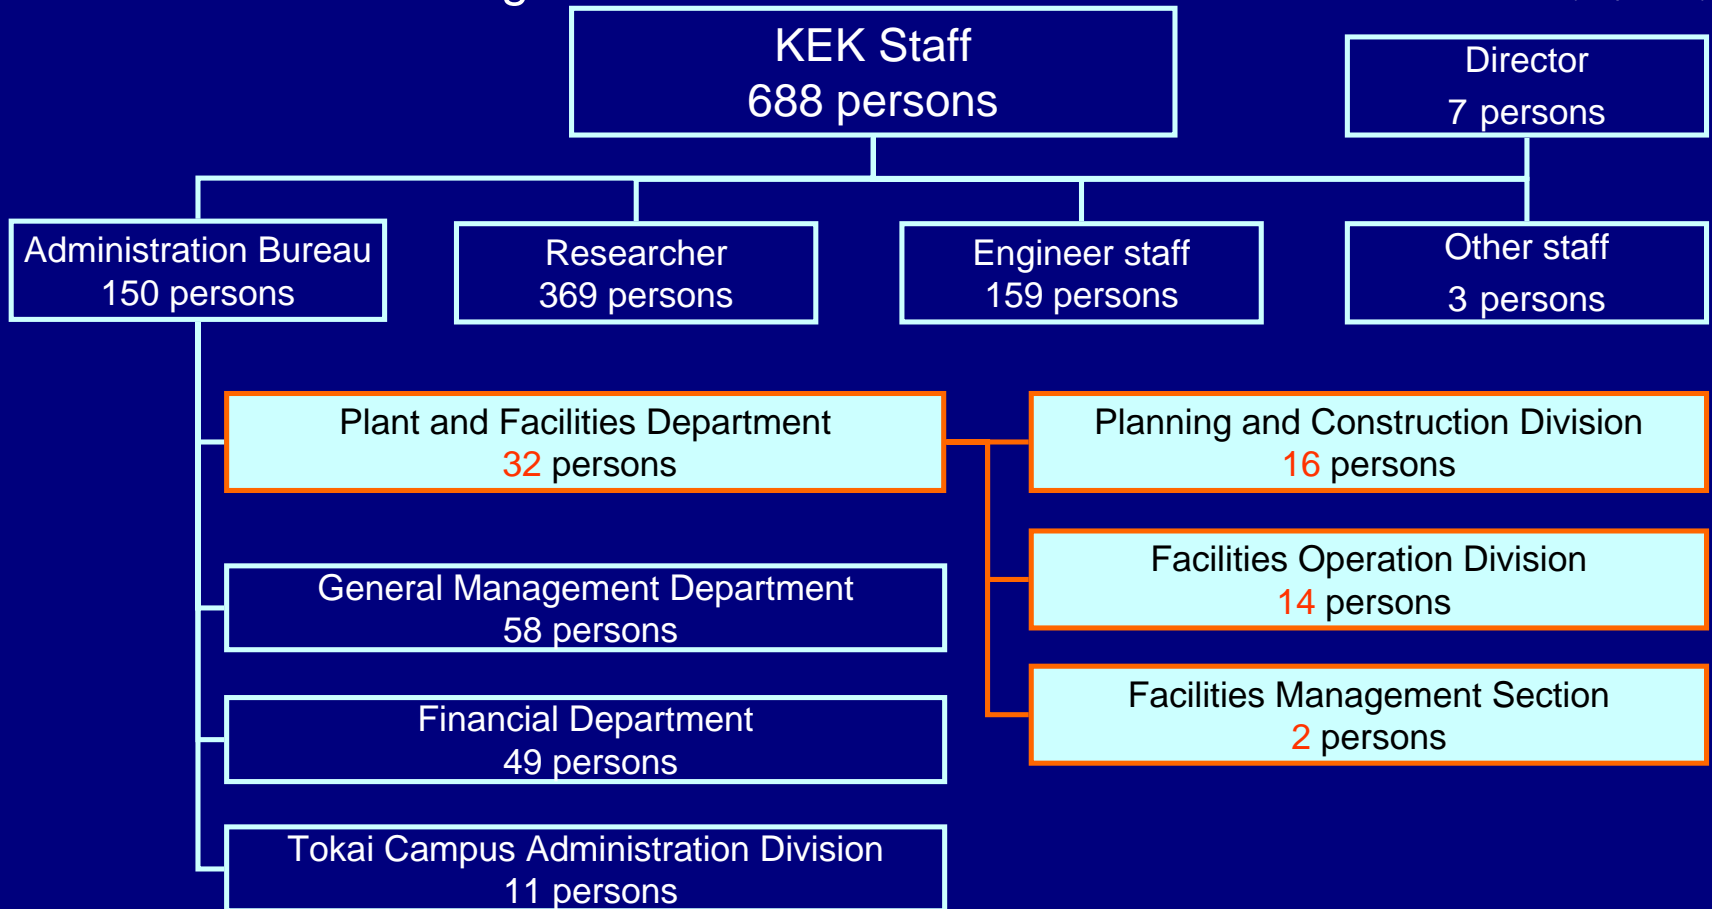 KEK Staff
688 persons
Director
7 persons
Administration Bureau
150 persons
Researcher
369 persons
Engineer staff
159 persons
Other staff
3 persons
Plant and Facilities Department
32 persons
Planning and Construction Division
16 persons
Facilities Operation Division
14 persons
General Management Department
58 persons
Facilities Management Section
2 persons
Financial Department
49 persons
Tokai Campus Administration Division
11 persons